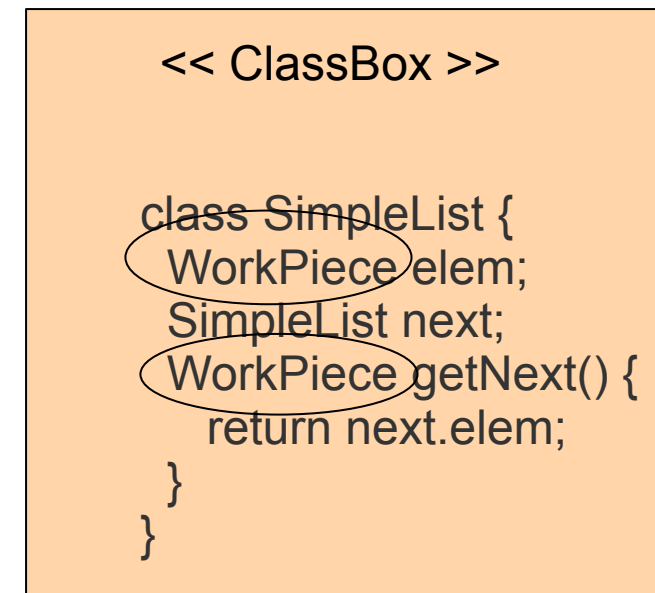 << ClassBox >>
class SimpleList {
WorkPiece elem;
SimpleList next;
WorkPiece getNext() {
return next.elem;
}
}